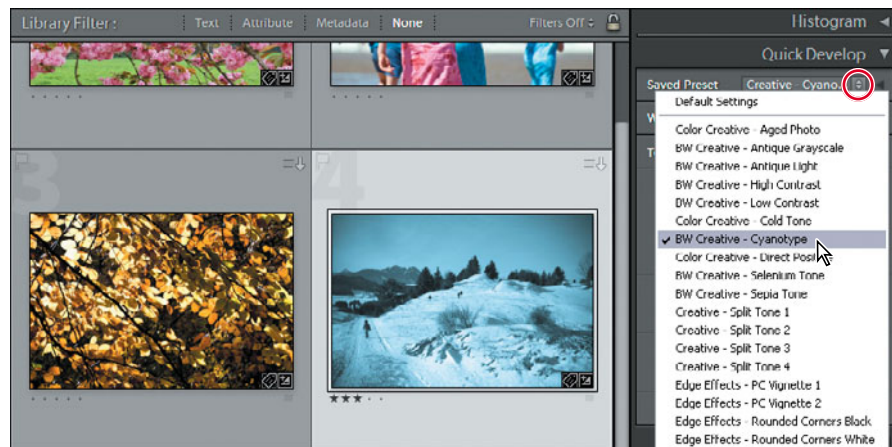 Library Filter :
Text Attribute Metadata None
Filters Off
Histogram
Quick Develop
Saved Preset Creative - Cyano...
Default Settings
Color Creative - Aged Photo
BW Creative - Antique Grayscale
BW Creative - Antique Light
BW Creative - High Contrast
BW Creative - Low Contrast
Color Creative - Cold Tone
BW Creative - Cyanotype
Color Creative - Direct
BW Creative - Selenium Tone
BW Creative - Sepia Tone
Creative - Split Tone 1
Creative - Split Tone 2
Creative - Split Tone 3
Creative - Split Tone 4
Edge Effects - PC Vignette 1
Edge Effects - PC Vignette 2
Edge Effects - Rounded Corners Black
Edge Effects - Rounded Corners White
3
4